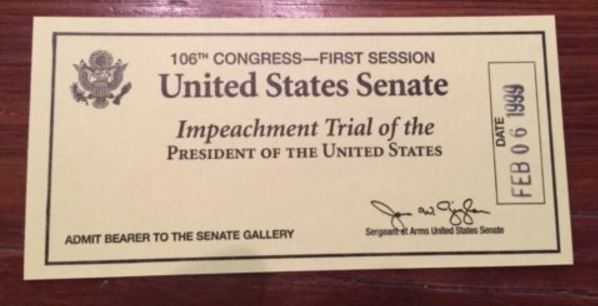 106TH CONGRESS—FIRST SESSION
United States Senate
Impeachment Trial of the
PRESIDENT OF THE UNITED STATES
DATE
FEB 06 1999
Sergeant at Arms United States Senate
ADMIT BEARER TO THE SENATE GALLERY